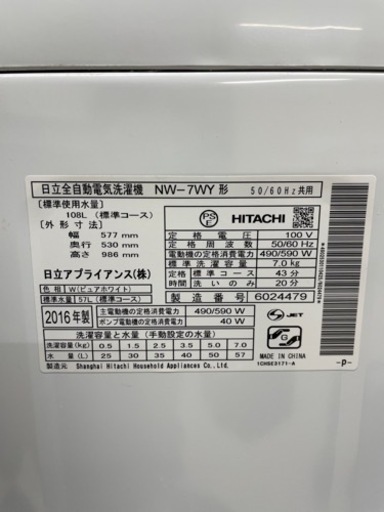 日立全自動電気洗濯機 NW-7WY形 50/60Hz共用
[標準使用水量]
108L (標準コース)
[外形寸法]
幅 577 mm
奥行 530 mm
高さ 986 mm
日立アプライアンス(株)
色相 W(ピュアホワイト)
標準水量 57L (標準コース)
PS E HITACHI
定格電圧 100 V
定格周波数 50/60 Hz
電動機の定格消費電力 490/590 W
標準洗濯容量 7.0 kg
定格 (標準コース) 43分
時間 洗いのみ 20分
製造番号 6024479
2016年製
主電動機の定格消費電力 490/590 W
ポンプ電動機の定格消費電力 40 W
洗濯容量と水量 (手動設定の水量)
洗濯容量(kg) 0.5 1.5 2.5 3.5 5.0 7.0
水量(L) 25 30 35 40 50 57
JET
G
MADE IN CHINA
製造元: Shanghai Hitachi Household Appliances Co., Ltd.
1CNSE3171-A
-p-